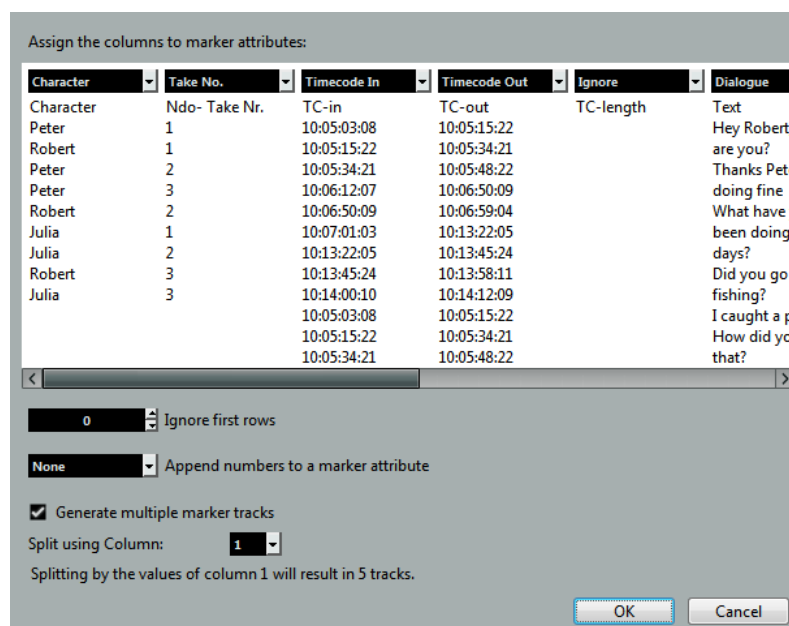 Assign the columns to marker attributes:
Character Take No. Timecode In Timecode Out Ignore Dialogue
Character Ndo- Take Nr. TC-in TC-out TC-length Text
Peter 1 10:05:03:08 10:05:15:22 Hey Robert
Robert 1 10:05:15:22 10:05:34:21 are you?
Peter 2 10:05:34:21 10:05:48:22 Thanks Pet
Peter 3 10:06:12:07 10:06:50:09 doing fine
Robert 2 10:06:50:09 10:06:59:04 What have
Julia 1 10:07:01:03 10:13:22:05 been doing
Julia 2 10:13:22:05 10:13:45:24 days?
Robert 3 10:13:45:24 10:13:58:11 Did you go
Julia 3 10:14:00:10 10:14:12:09 fishing?
10:05:03:08 10:05:15:22 I caught a p
10:05:15:22 10:05:34:21 How did yo
10:05:34:21 10:05:48:22 that?
0 Ignore first rows
None Append numbers to a marker attribute
Generate multiple marker tracks
Split using Column: 1
Splitting by the values of column 1 will result in 5 tracks.
OK Cancel